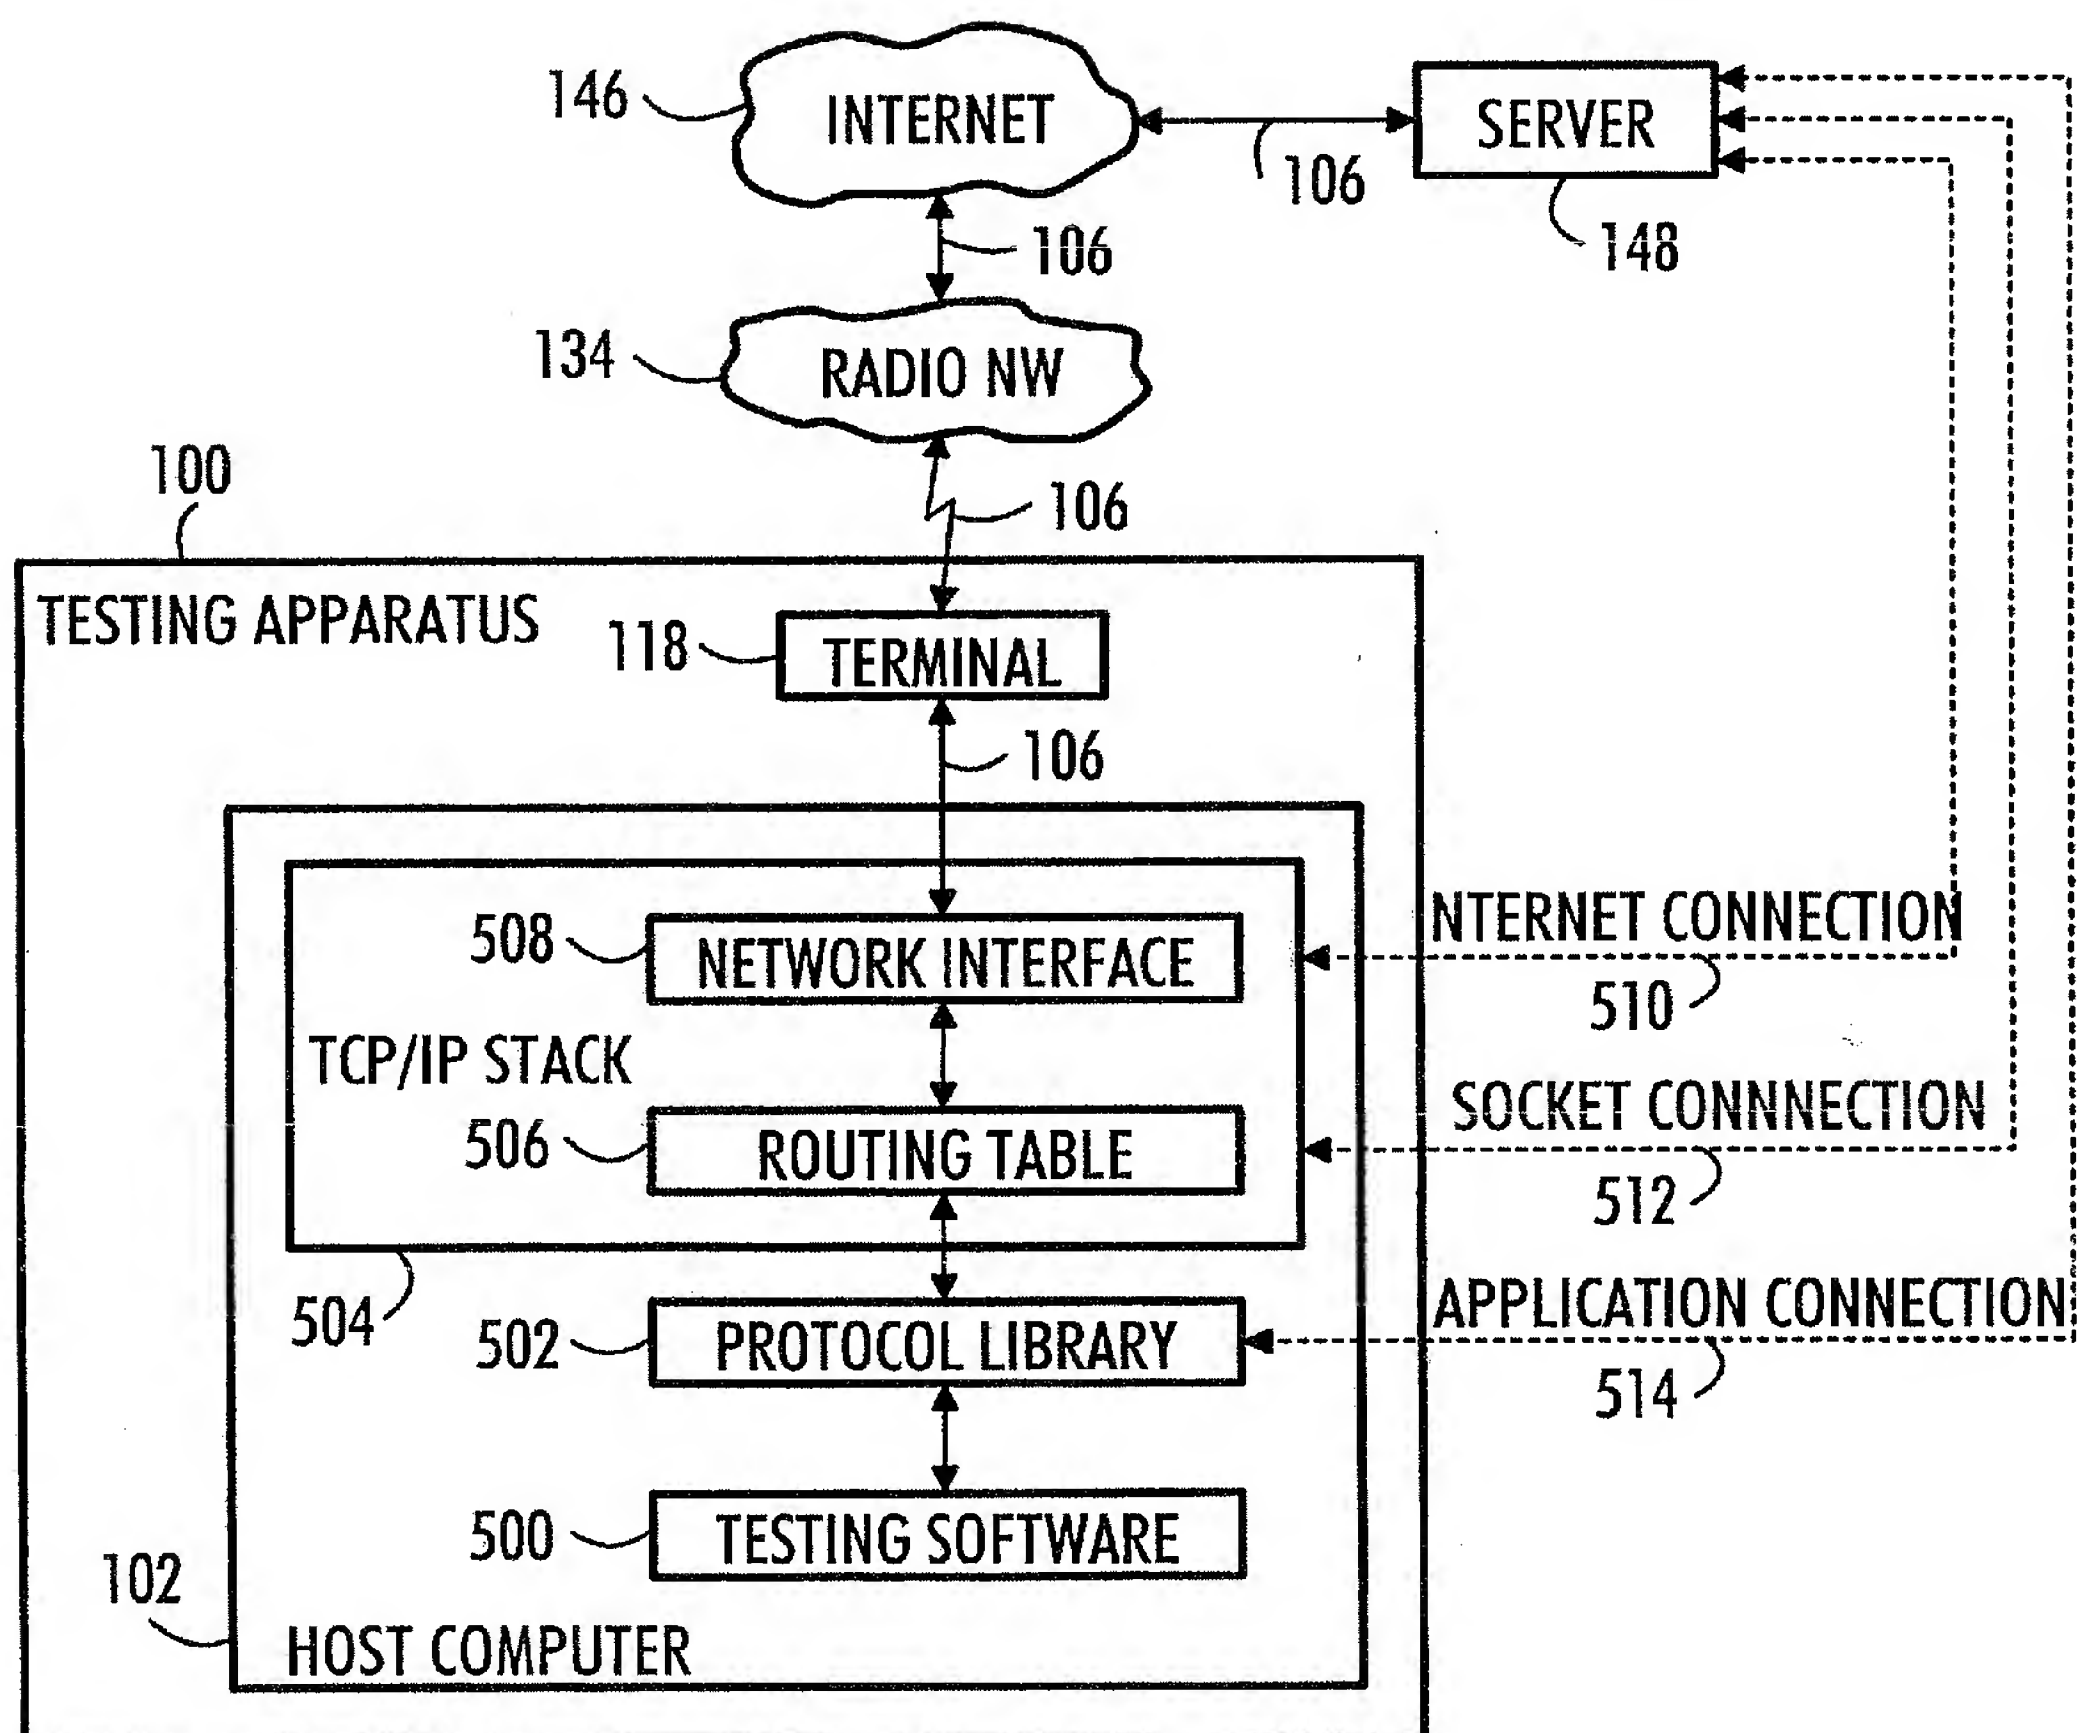 146
INTERNET
SERVER
106
148
106
134
RADIO NW
100
106
TESTING APPARATUS
118
TERMINAL
106
508
NETWORK INTERFACE
NTERNET CONNECTION
510
TCP/IP STACK
506
ROUTING TABLE
SOCKET CONNNECTION
512
504
502
PROTOCOL LIBRARY
APPLICATION CONNECTION
514
500
TESTING SOFTWARE
102
HOST COMPUTER